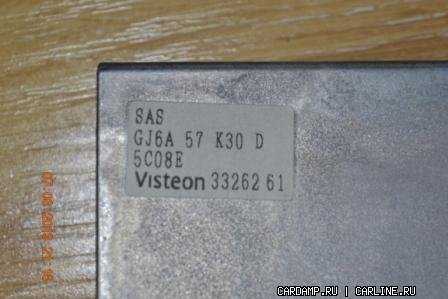 SAS
GJ6A 57 K30 D
5C08E
Visteon 33262 61
CARDAMP.RU | CARLINE.RU